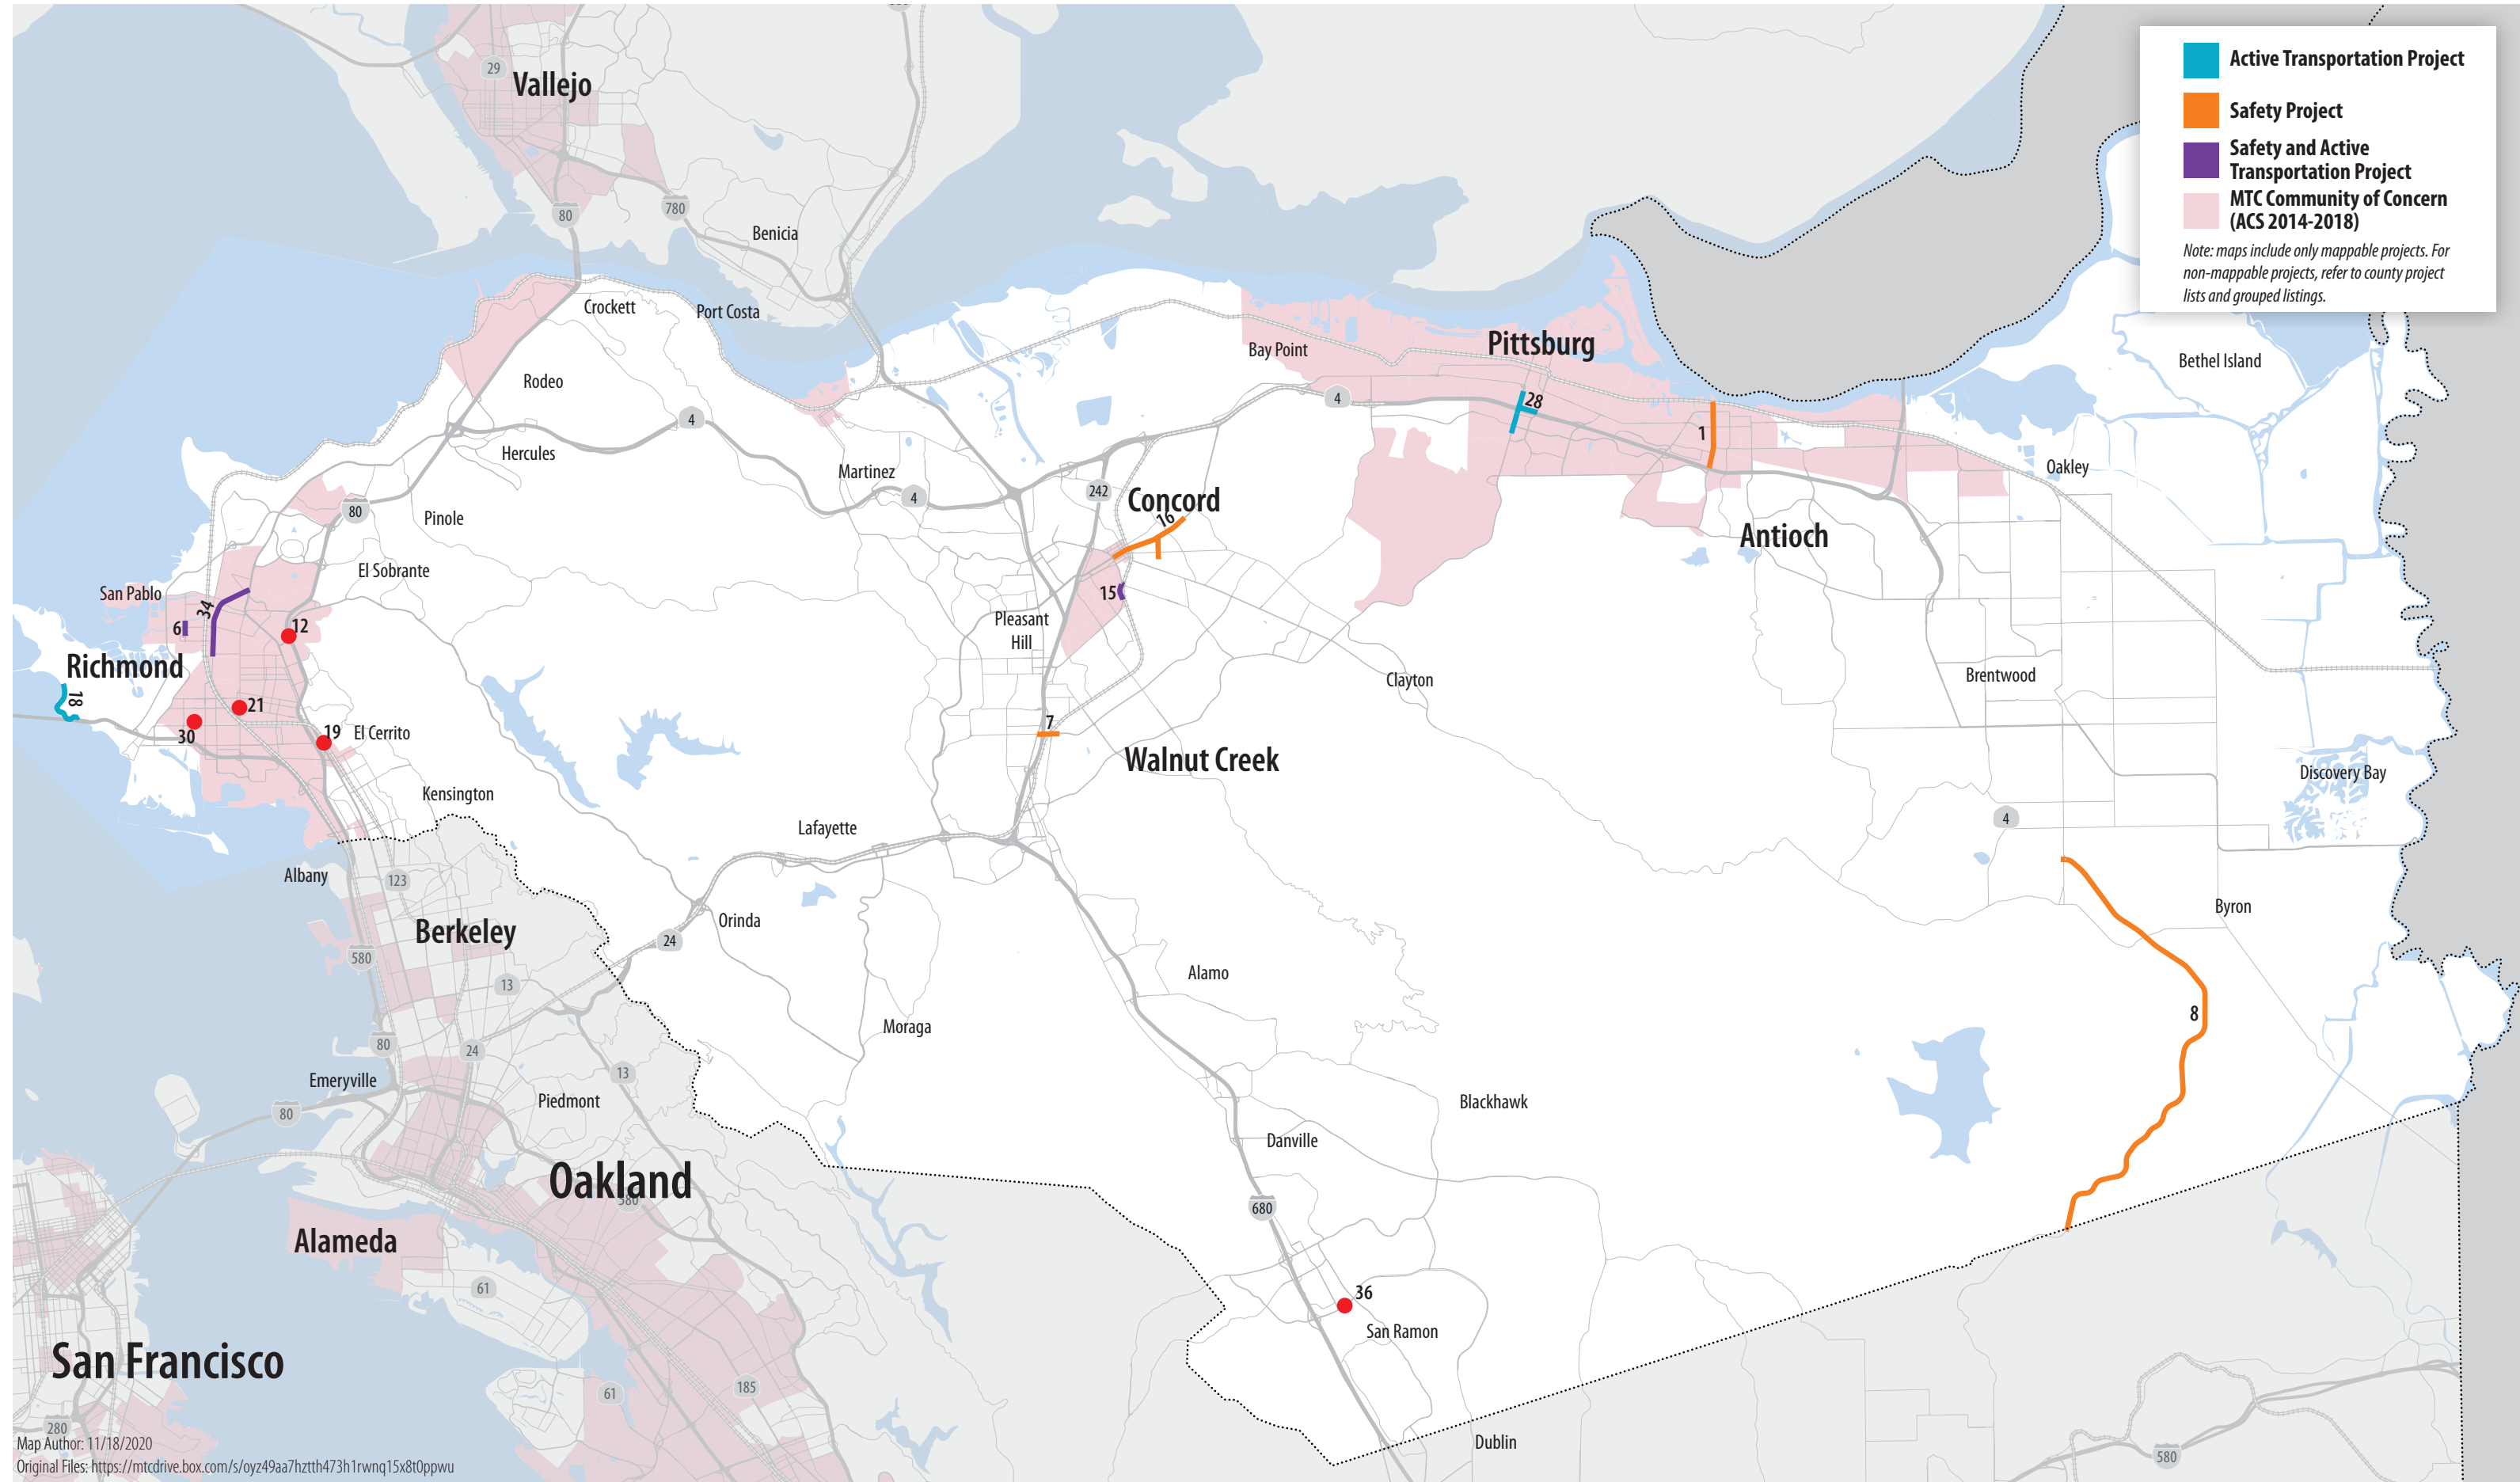 Active Transportation Project
Safety Project
Safety and Active
Transportation Project
MTC Community of Concern
(ACS 2014-2018)
Note: maps include only mappable projects. For
non-mappable projects, refer to county project
lists and grouped listings.
29
Vallejo
80
780
Benicia
Crockett
Port Costa
Rodeo
4
Hercules
Bay Point
Pittsburg
4
28
1
Bethel Island
Martinez
4
242
Concord
16
Oakley
Antioch
80
Pinole
El Sobrante
San Pablo
34
6
12
15
Pleasant
Hill
Richmond
18
21
30
19
El Cerrito
Clayton
Brentwood
7
Walnut Creek
Discovery Bay
Kensington
Lafayette
4
Albany
123
Berkeley
Orinda
24
Byron
580
13
Alamo
8
Moraga
80
24
13
Emeryville
80
Piedmont
Blackhawk
Danville
Oakland
580
680
Alameda
61
36
San Ramon
San Francisco
61
185
280
Dublin
580
Map Author: 11/18/2020
Original Files: https://mtcdrive.box.com/s/oyz49aa7hztth473h1rwnq15x8t0ppwu